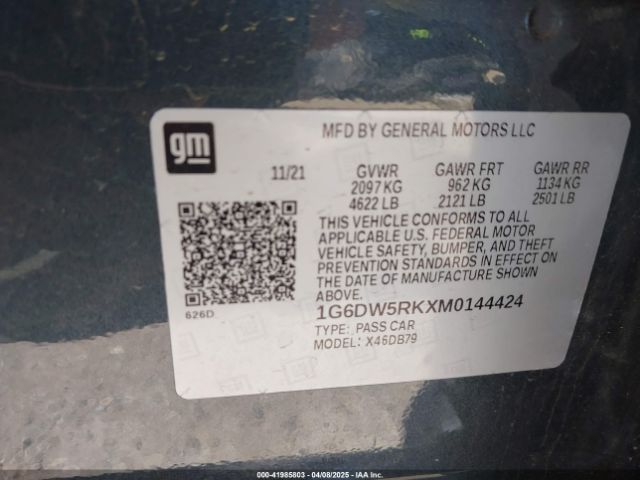 gm
MFD BY GENERAL MOTORS LLC
11/21 GVWR GAWR FRT GAWR RR
2097 KG 962 KG 1134 KG
4622 LB 2121 LB 2501 LB
THIS VEHICLE CONFORMS TO ALL
APPLICABLE U.S. FEDERAL MOTOR
VEHICLE SAFETY, BUMPER, AND THEFT
PREVENTION STANDARDS IN EFFECT ON
THE DATE OF MANUFACTURE SHOWN
ABOVE.
626D
1G6DW5RKXM0144424
TYPE: PASS CAR
MODEL: X46DB79
000-41985803 - 04/08/2025 - IAA Inc.